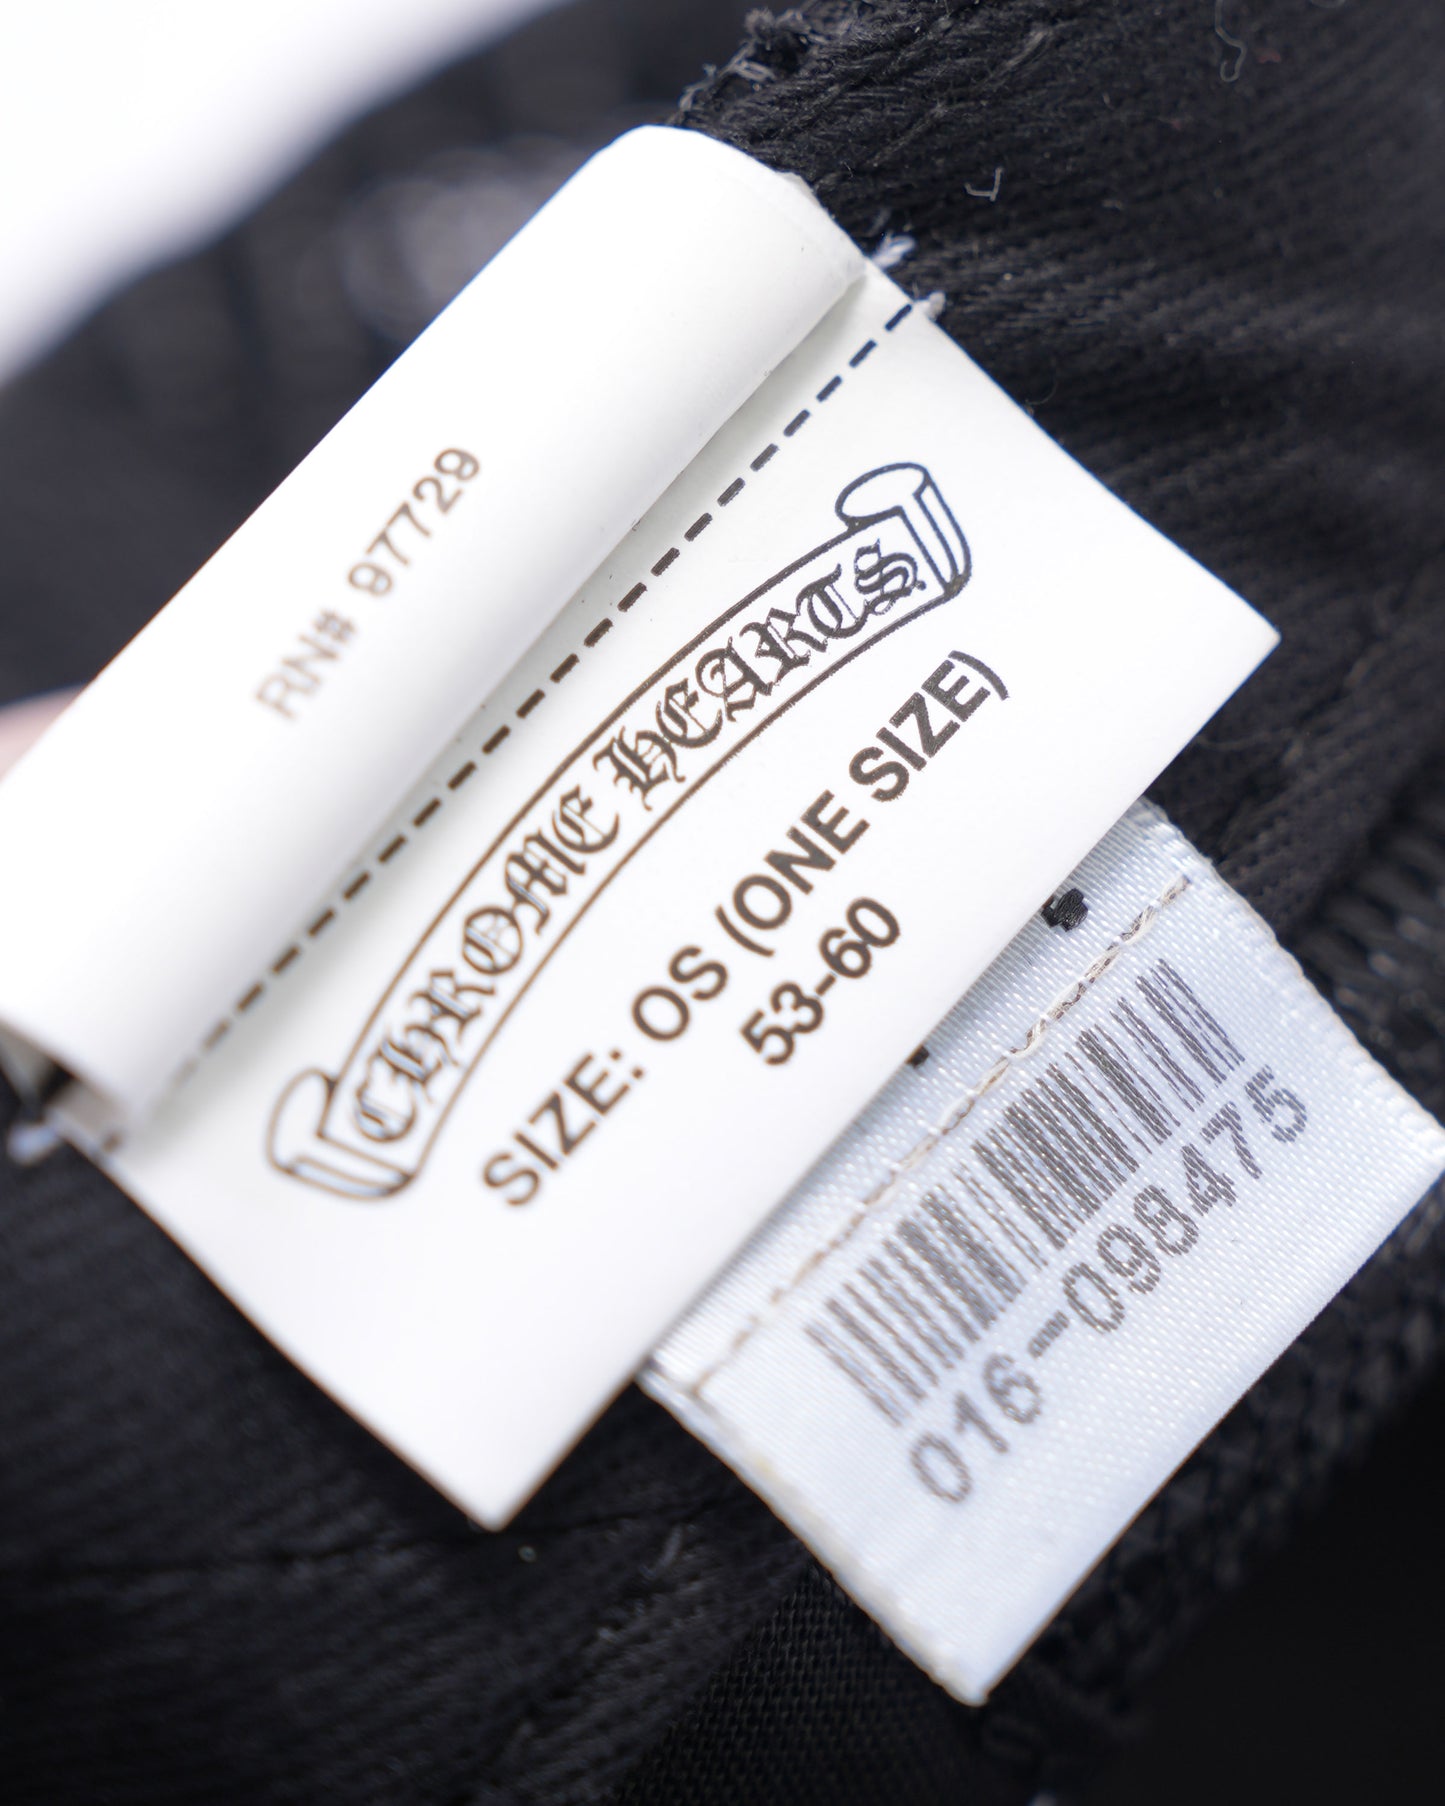 RN# 97729
CHROME HEARTS
SIZE: OS (ONE SIZE)
53-60
016-098475